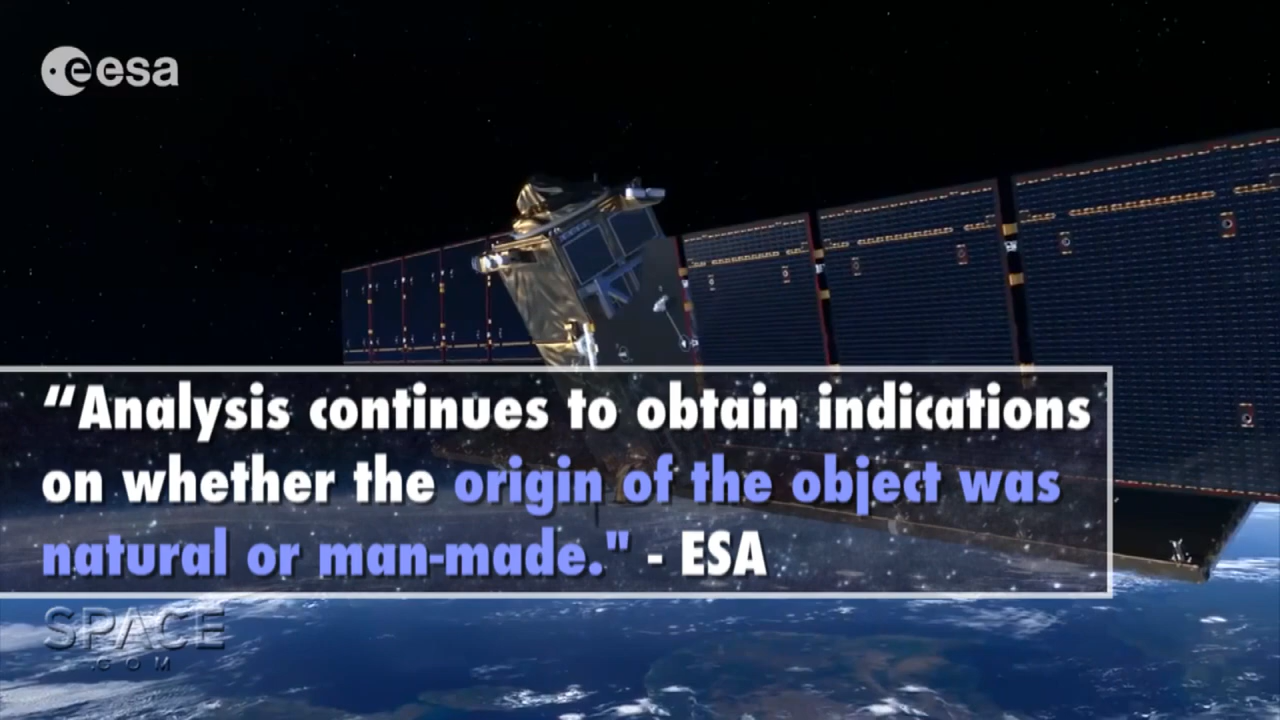 esa
“Analysis continues to obtain indications
on whether the origin of the object was
natural or man-made." - ESA
SPACE
.COM